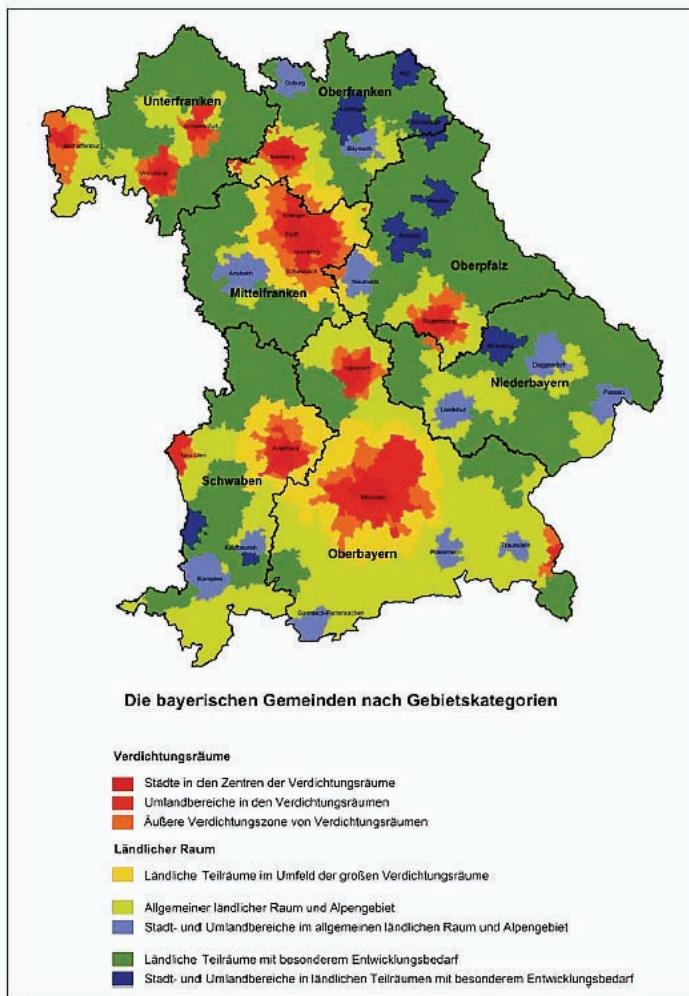 Coburg
Hof
Oberfranken
Unterfranken
Kulmbach
Schweinfurt
Aschaffenburg
Bayreuth
Bamberg
Würzburg
Weiden
Erlangen
Fürth
Amberg
Nürnberg
Oberpfalz
Ansbach
Schwabach
Neumarkt
Mittelfranken
Regensburg
Straubing
Deggendorf
Ingolstadt
Niederbayern
Passau
Landshut
Augsburg
Neu-Ulm
Schwaben
München
Kaufbeuren
Oberbayern
Rosenheim
Traunstein
Kempten
Garmisch-Partenkirchen
Die bayerischen Gemeinden nach Gebietskategorien
Verdichtungsräume
Städte in den Zentren der Verdichtungsräume
Umlandbereiche in den Verdichtungsräumen
Äußere Verdichtungszone von Verdichtungsräumen
Ländlicher Raum
Ländliche Teilräume im Umfeld der großen Verdichtungsräume
Allgemeiner ländlicher Raum und Alpengebiet
Stadt- und Umlandbereiche im allgemeinen ländlichen Raum und Alpengebiet
Ländliche Teilräume mit besonderem Entwicklungsbedarf
Stadt- und Umlandbereiche in ländlichen Teilräumen mit besonderem Entwicklungsbedarf